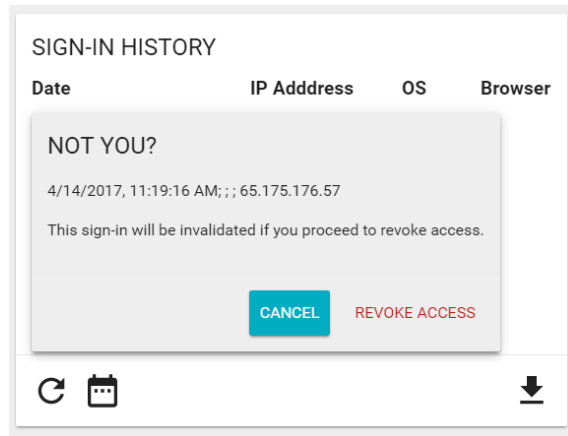 SIGN-IN HISTORY
Date IP Adddress OS Browser
NOT YOU?
4/14/2017, 11:19:16 AM; ; ; 65.175.176.57
This sign-in will be invalidated if you proceed to revoke access.
CANCEL REVOKE ACCESS